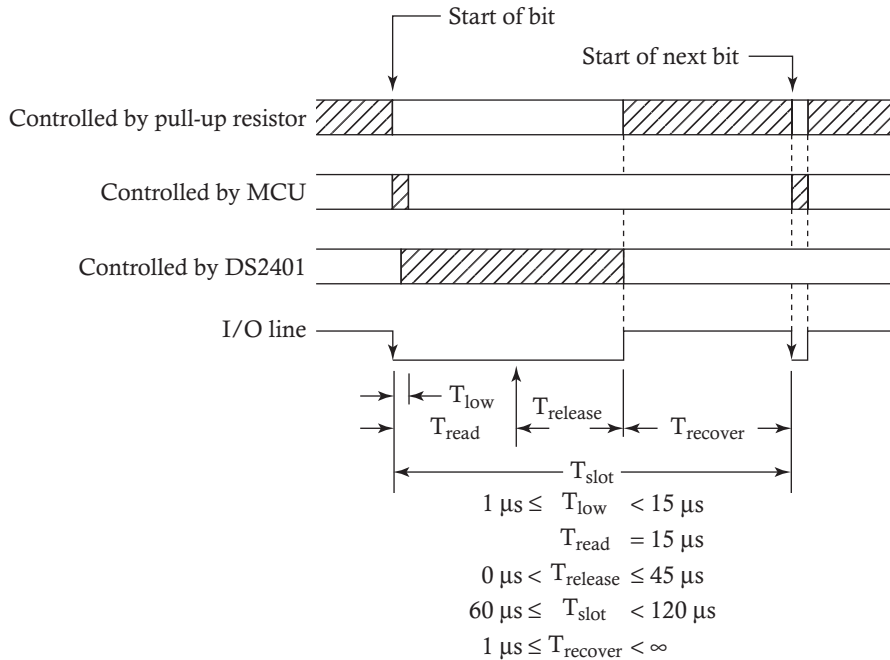 Start of bit
Start of next bit
Controlled by pull-up resistor
Controlled by MCU
Controlled by DS2401
I/O line
T_low
T_read
T_release
T_recover
T_slot
1 μs ≤ T_low < 15 μs
T_read = 15 μs
0 μs < T_release ≤ 45 μs
60 μs ≤ T_slot < 120 μs
1 μs ≤ T_recover < ∞